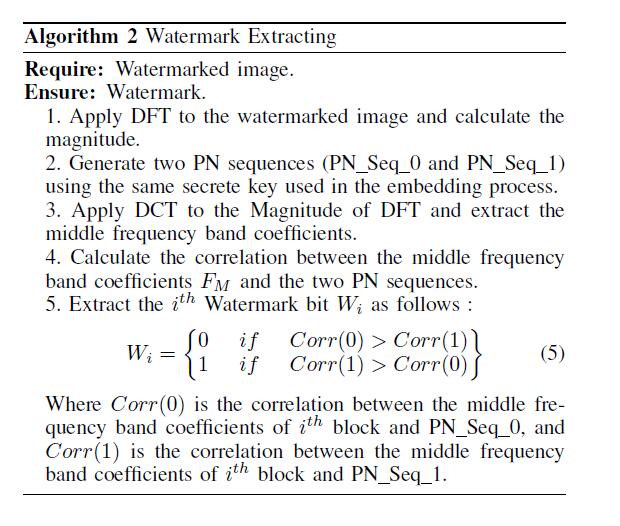 Algorithm 2 Watermark Extracting
Require: Watermarked image.
Ensure: Watermark.
1. Apply DFT to the watermarked image and calculate the
magnitude.
2. Generate two PN sequences (PN_Seq_0 and PN_Seq_1)
using the same secrete key used in the embedding process.
3. Apply DCT to the Magnitude of DFT and extract the
middle frequency band coefficients.
4. Calculate the correlation between the middle frequency
band coefficients F_M and the two PN sequences.
5. Extract the i^th Watermark bit W_i as follows :
W_i = {0 if Corr(0) > Corr(1)
1 if Corr(1) > Corr(0)} (5)
Where Corr(0) is the correlation between the middle fre-
quency band coefficients of i^th block and PN_Seq_0, and
Corr(1) is the correlation between the middle frequency
band coefficients of i^th block and PN_Seq_1.